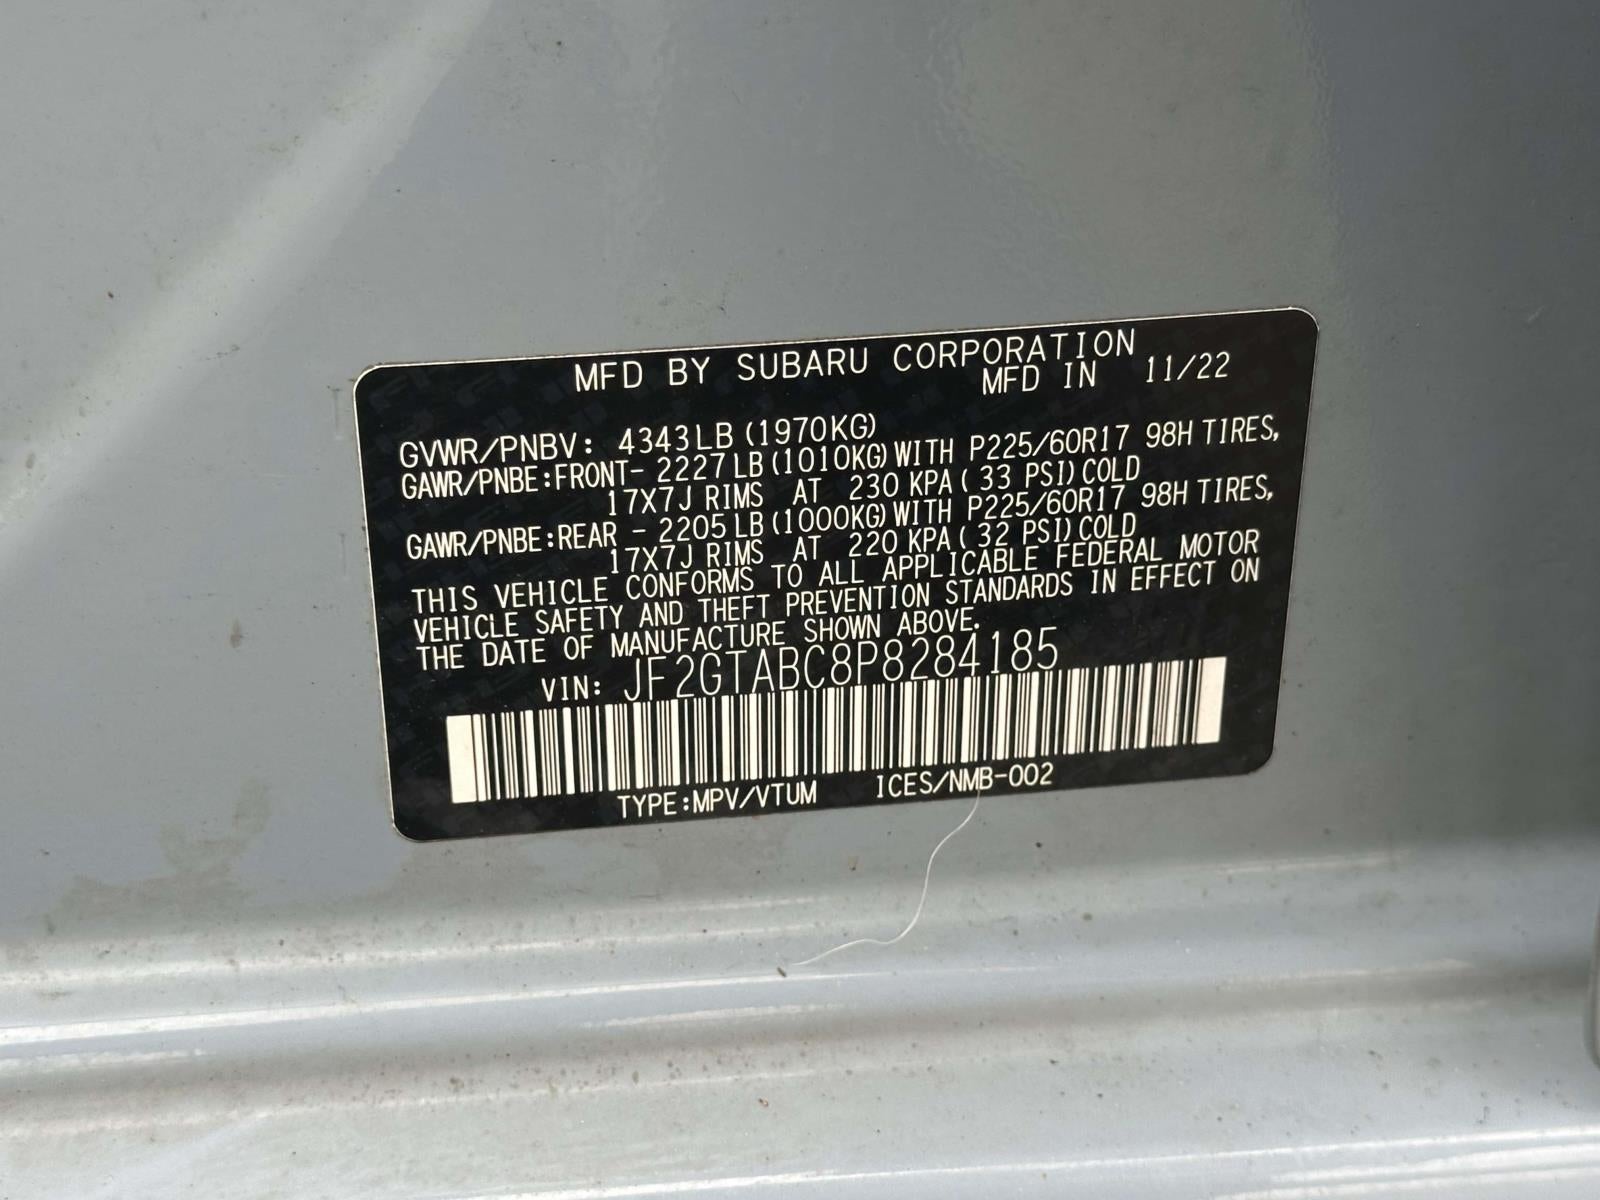 MFD BY SUBARU CORPORATION
MFD IN 11/22
GVWR/PNBV: 4343LB (1970KG)
GAWR/PNBE:FRONT- 2227LB (1010KG) WITH P225/60R17 98H TIRES,
17X7J RIMS AT 230 KPA ( 33 PSI) COLD
GAWR/PNBE:REAR - 2205LB (1000KG) WITH P225/60R17 98H TIRES,
17X7J RIMS AT 220 KPA ( 32 PSI) COLD
THIS VEHICLE CONFORMS TO ALL APPLICABLE FEDERAL MOTOR
VEHICLE SAFETY AND THEFT PREVENTION STANDARDS IN EFFECT ON
THE DATE OF MANUFACTURE SHOWN ABOVE.
VIN: JF2GTABC8P8284185
TYPE:MPV/VTUM ICES/NMB-002